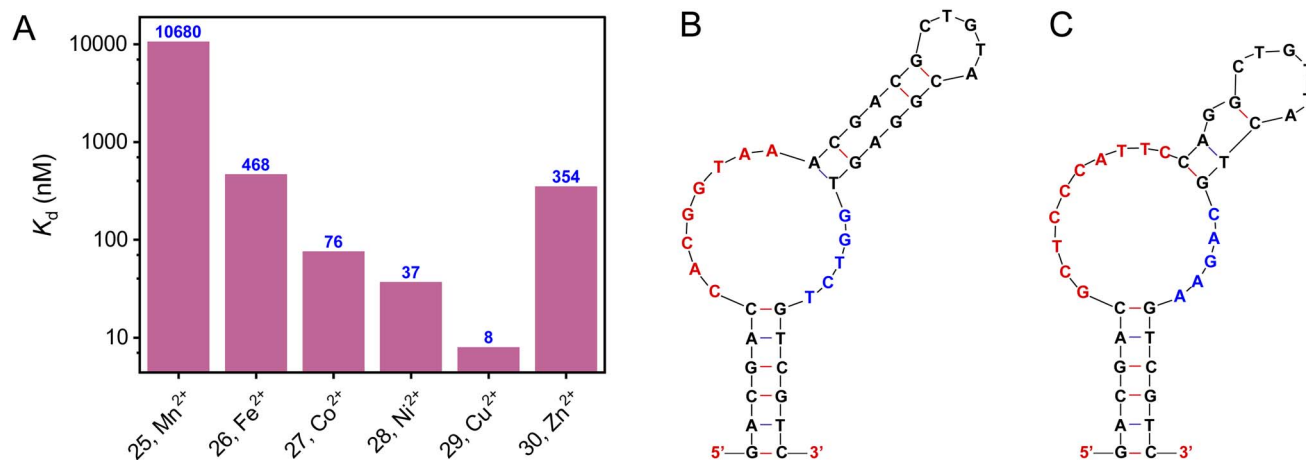 A
Kd (nM)
10000
1000
100
10
10680
468
76
37
8
354
25, Mn2+
26, Fe2+
27, Co2+
28, Ni2+
29, Cu2+
30, Zn2+
B
5’ G A C G A C C A C G G T A A A C G A C G C T G T A C G G A G T G G T C T G T C G T C 3’
C
5’ G A C G A C G C T C C C A T T C C A G G C T G
A C T G C A G A A G T C G T C 3’